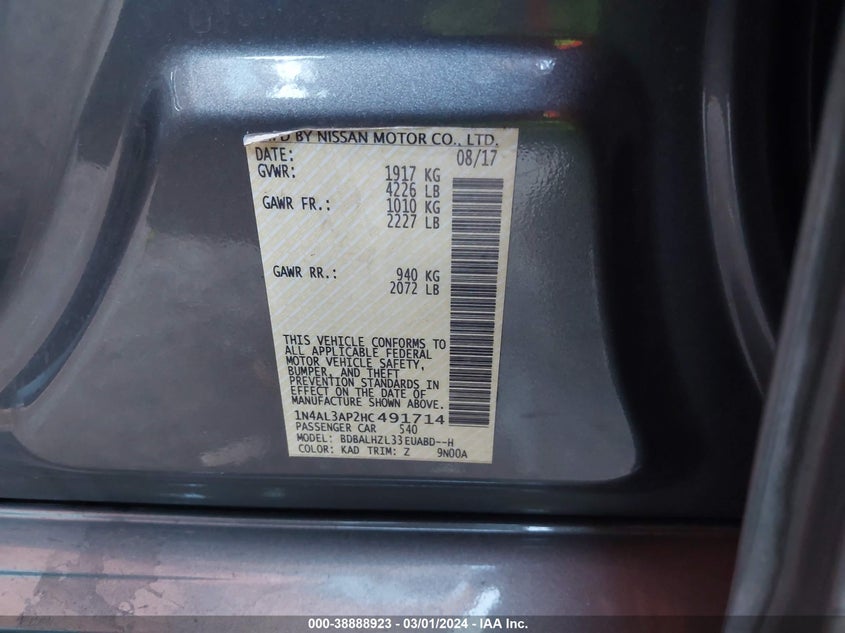 BY NISSAN MOTOR CO., LTD.
DATE: 08/17
GVWR: 1917 KG
4226 LB
GAWR FR.: 1010 KG
2227 LB
GAWR RR.: 940 KG
2072 LB
THIS VEHICLE CONFORMS TO
ALL APPLICABLE FEDERAL
MOTOR VEHICLE SAFETY,
BUMPER, AND THEFT
PREVENTION STANDARDS IN
EFFECT ON THE DATE OF
MANUFACTURE SHOWN ABOVE.
1N4AL3AP2HC491714
PASSENGER CAR S40
MODEL: BDBALHZL33EUABD--H
COLOR: KAD TRIM: Z 9N00A
000-38888923 / 03/01/2024 - IAA Inc.